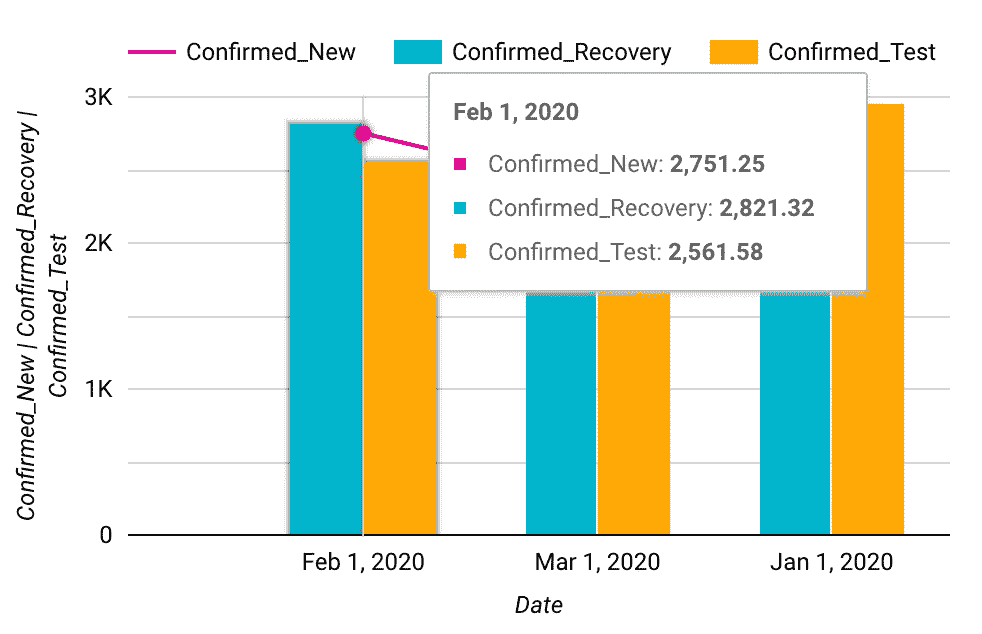 Confirmed_New Confirmed_Recovery Confirmed_Test
Confirmed_New | Confirmed_Recovery |
Confirmed_Test
3K
2K
1K
0
Feb 1, 2020
Confirmed_New: 2,751.25
Confirmed_Recovery: 2,821.32
Confirmed_Test: 2,561.58
Feb 1, 2020 Mar 1, 2020 Jan 1, 2020
Date